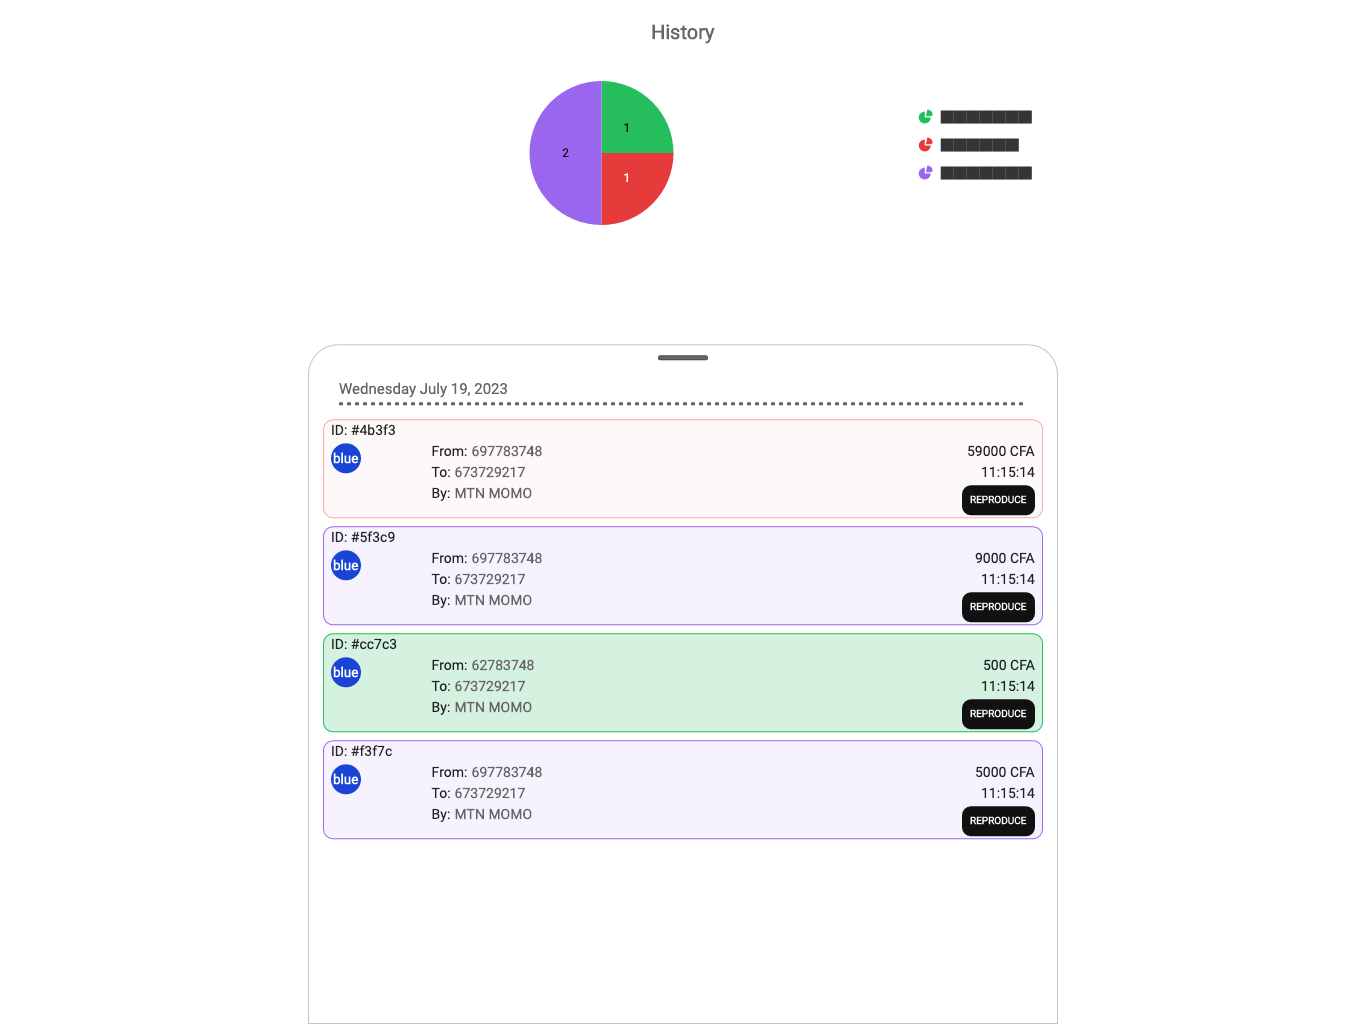 History
1
2
1
Wednesday July 19, 2023
ID: #4b3f3
blue
From: 697783748
59000 CFA
To: 673729217
11:15:14
By: MTN MOMO
REPRODUCE
ID: #5f3c9
blue
From: 697783748
9000 CFA
To: 673729217
11:15:14
By: MTN MOMO
REPRODUCE
ID: #cc7c3
blue
From: 62783748
500 CFA
To: 673729217
11:15:14
By: MTN MOMO
REPRODUCE
ID: #f3f7c
blue
From: 697783748
5000 CFA
To: 673729217
11:15:14
By: MTN MOMO
REPRODUCE